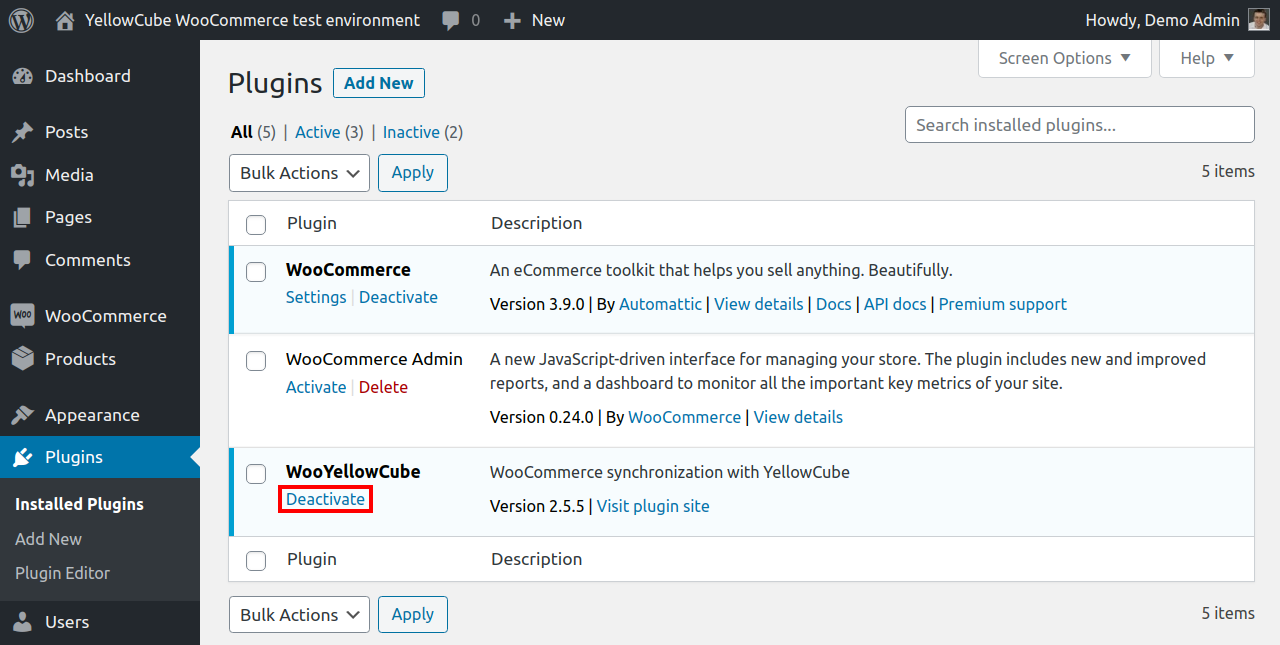 YellowCube WooCommerce test environment 0 New Howdy, Demo Admin
Dashboard
Posts
Media
Pages
Comments
WOO WooCommerce
Products
Appearance
Plugins
Installed Plugins
Add New
Plugin Editor
Users
Screen Options ▼ Help ▼
Plugins Add New
All (5) | Active (3) | Inactive (2)
Search installed plugins...
Bulk Actions Apply 5 items
Plugin Description
WooCommerce An eCommerce toolkit that helps you sell anything. Beautifully.
Settings | Deactivate Version 3.9.0 | By Automattic | View details | Docs | API docs | Premium support
WooCommerce Admin A new JavaScript-driven interface for managing your store. The plugin includes new and improved
Activate | Delete reports, and a dashboard to monitor all the important key metrics of your site.
Version 0.24.0 | By WooCommerce | View details
WooYellowCube WooCommerce synchronization with YellowCube
Deactivate Version 2.5.5 | Visit plugin site
Plugin Description
Bulk Actions Apply 5 items